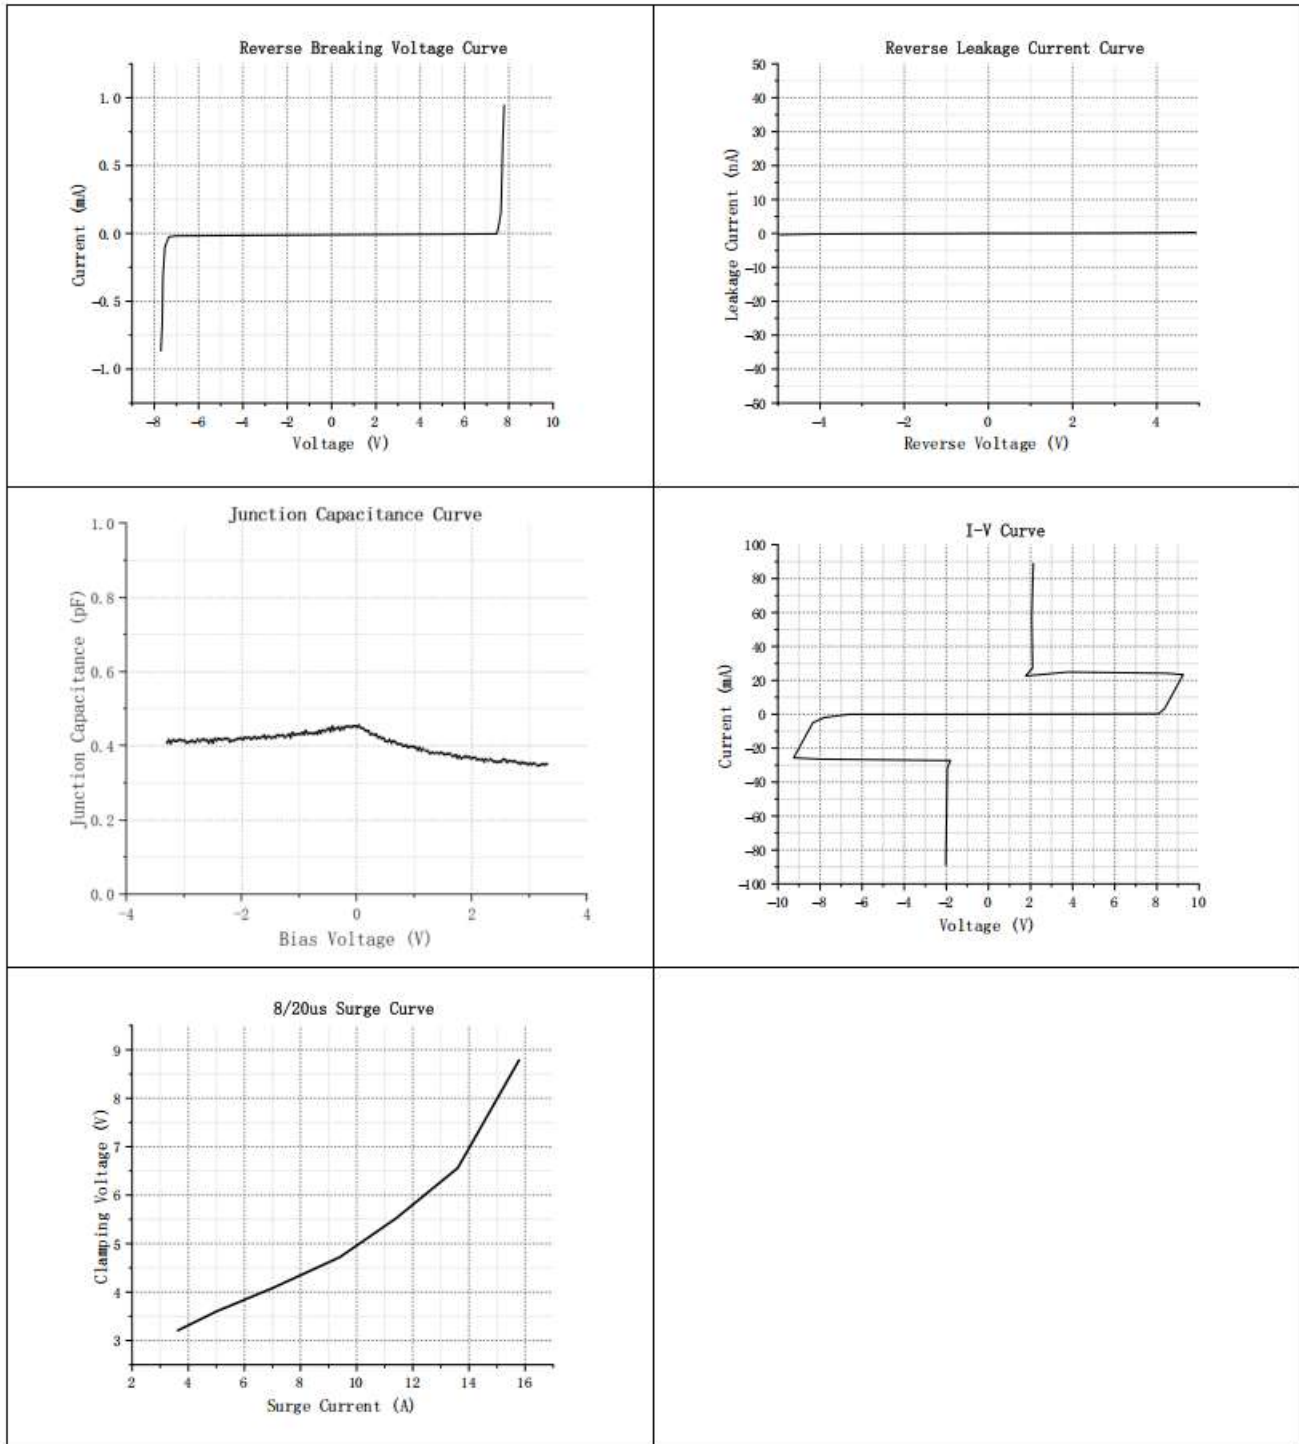 Reverse Breaking Voltage Curve
1.0
0.5
0.0
-0.5
-1.0
Current (mA)
-8 -6 -4 -2 0 2 4 6 8 10
Voltage (V)
Reverse Leakage Current Curve
50
40
30
20
10
0
-10
-20
-30
-40
-50
Leakage Current (nA)
-4 -2 0 2 4
Reverse Voltage (V)
Junction Capacitance Curve
1.0
0.8
0.6
0.4
0.2
0.0
Junction Capacitance (pF)
-4 -2 0 2 4
Bias Voltage (V)
I-V Curve
100
80
60
40
20
0
-20
-40
-60
-80
-100
Current (mA)
-10 -8 -6 -4 -2 0 2 4 6 8 10
Voltage (V)
8/20us Surge Curve
9
8
7
6
5
4
3
Clamping Voltage (V)
2 4 6 8 10 12 14 16
Surge Current (A)